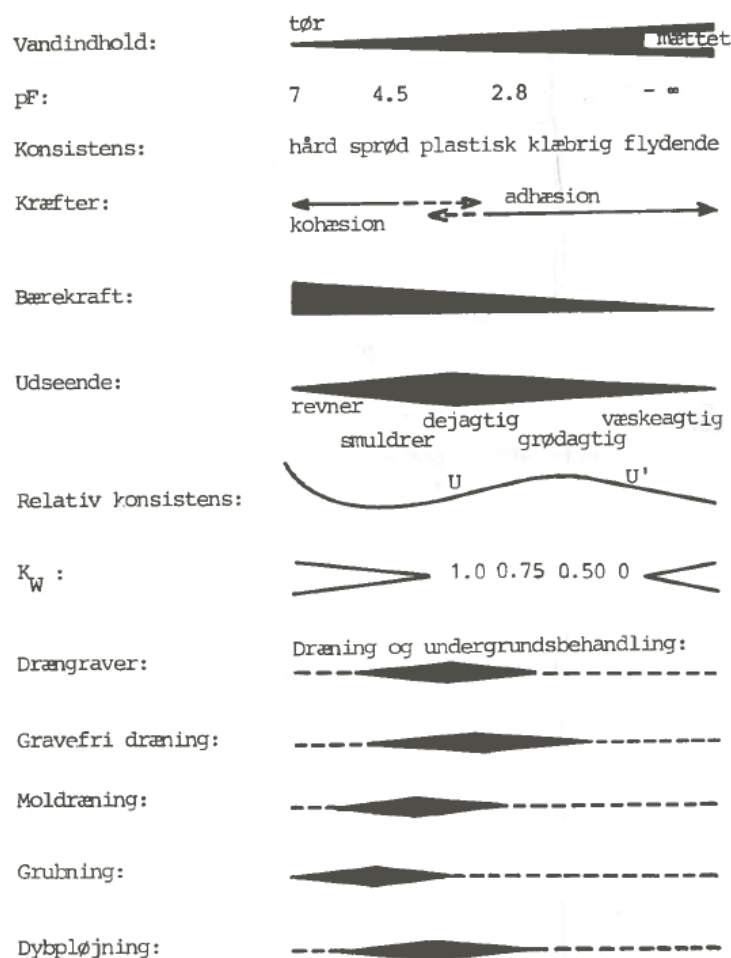 tør
Vandindhold: mættet
pF: 7 4.5 2.8 - ∞
Konsistens: hård sprød plastisk klæbrig flydende
Kræfter: adhæsion
kohæsion
Bærekraft:
Udseende:
revner dejagtig væskeagtig
smuldrer grødagtig
Relativ konsistens: U U'
K_W : 1.0 0.75 0.50 0
Dræning og undergrundsbehandling:
Drængraver:
Gravefri dræning:
Moldræning:
Grubning:
Dybpløjning: